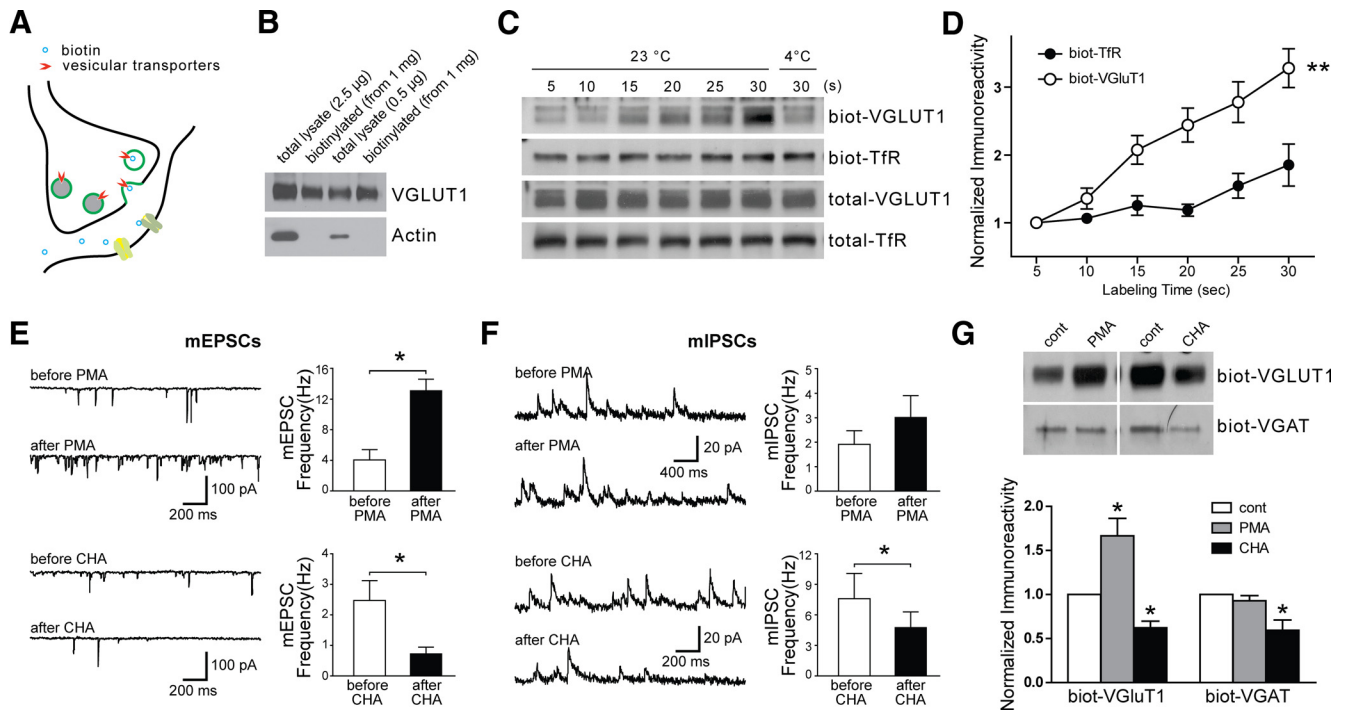 A
biotin
vesicular transporters
B
total lysate (2.5 µg)
biotinylated (from 1 mg)
total lysate (0.5 µg)
biotinylated (from 1 mg)
VGLUT1
Actin
C
23 °C
4°C
5 10 15 20 25 30 30 (s)
biot-VGLUT1
biot-TfR
total-VGLUT1
total-TfR
D
Normalized Immunoreactivity
3
2
1
biot-TfR
biot-VGluT1
**
5 10 15 20 25 30
Labeling Time (sec)
E
mEPSCs
before PMA
after PMA
100 pA
200 ms
mEPSC
Frequency(Hz)
16
12
8
4
0
*
before
PMA
after
PMA
before CHA
after CHA
100 pA
200 ms
mEPSC
Frequency(Hz)
4
3
2
1
0
*
before
CHA
after
CHA
F
mIPSCs
before PMA
after PMA
20 pA
400 ms
mIPSC
Frequency(Hz)
5
4
3
2
1
0
before
PMA
after
PMA
before CHA
after CHA
20 pA
200 ms
mIPSC
Frequency(Hz)
12
9
6
3
0
*
before
CHA
after
CHA
G
cont PMA cont CHA
biot-VGLUT1
biot-VGAT
Normalized Immunoreactivity
2.0
1.5
1.0
0.5
0.0
cont
PMA
CHA
*
*
*
biot-VGluT1
biot-VGAT